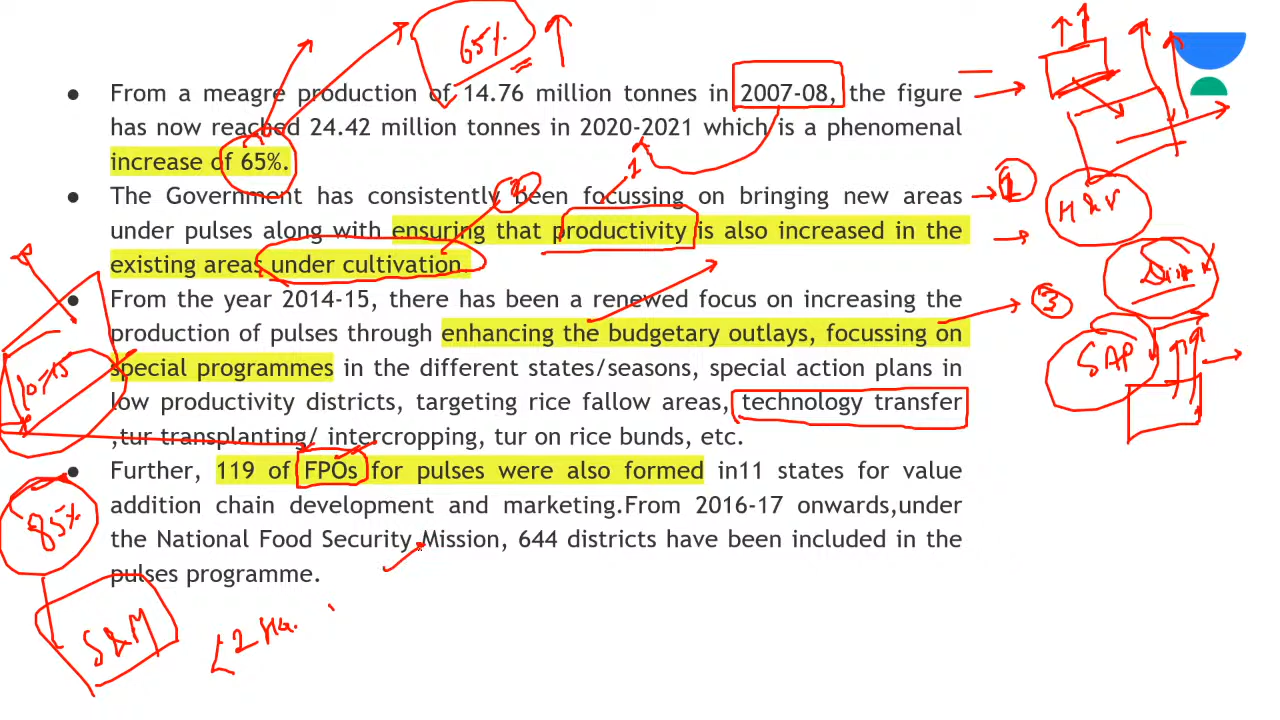 65%
From a meagre production of 14.76 million tonnes in 2007-08, the figure
has now reached 24.42 million tonnes in 2020-2021 which is a phenomenal
increase of 65%.
1
2
The Government has consistently been focussing on bringing new areas
under pulses along with ensuring that productivity is also increased in the
existing areas under cultivation.
From the year 2014-15, there has been a renewed focus on increasing the
3
production of pulses through enhancing the budgetary outlays, focussing on
special programmes in the different states/seasons, special action plans in
SAP
10-15
low productivity districts, targeting rice fallow areas, technology transfer
,tur transplanting/ intercropping, tur on rice bunds, etc.
Further, 119 of FPOs for pulses were also formed in11 states for value
addition chain development and marketing.From 2016-17 onwards,under
85%
the National Food Security Mission, 644 districts have been included in the
pulses programme.
S&M